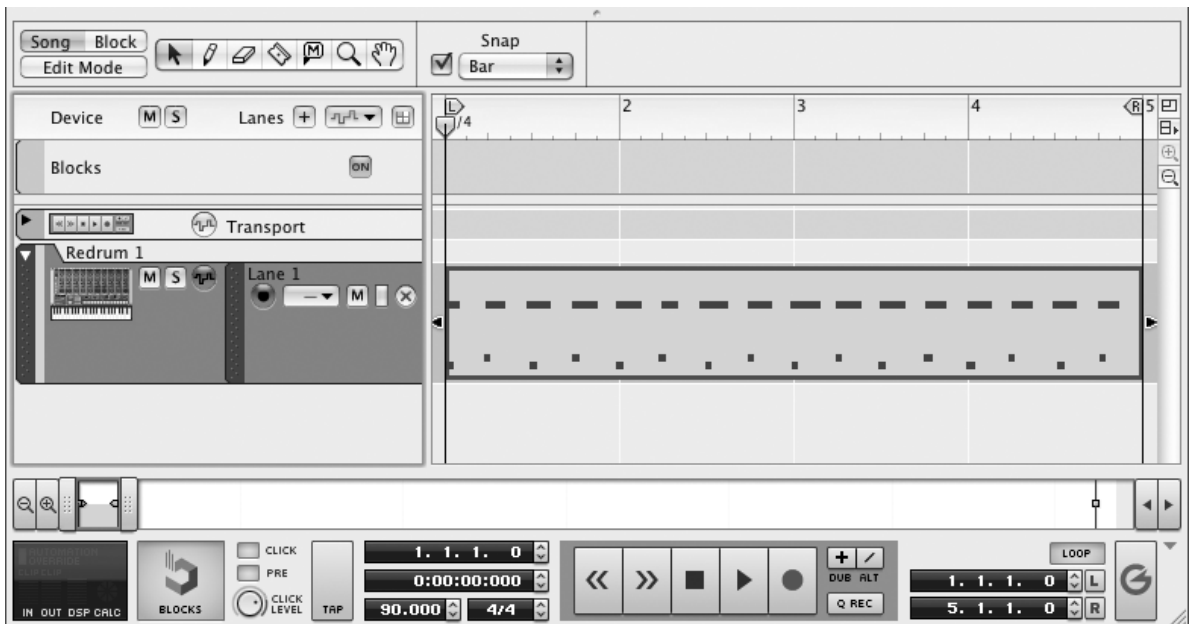 Song Block
Edit Mode
M
Snap
Bar
Device M S Lanes +
L 2 3 4 R 5
/4
Blocks ON
Transport
Redrum 1
M S Lane 1
— M
CLICK
PRE
CLICK
LEVEL
TAP
BLOCKS
IN OUT DSP CALC
1. 1. 1. 0
0:00:00:000
90.000 4/4
+ /
DUB ALT
Q REC
LOOP
1. 1. 1. 0 L
5. 1. 1. 0 R
AUTOMATION
OVERRIDE